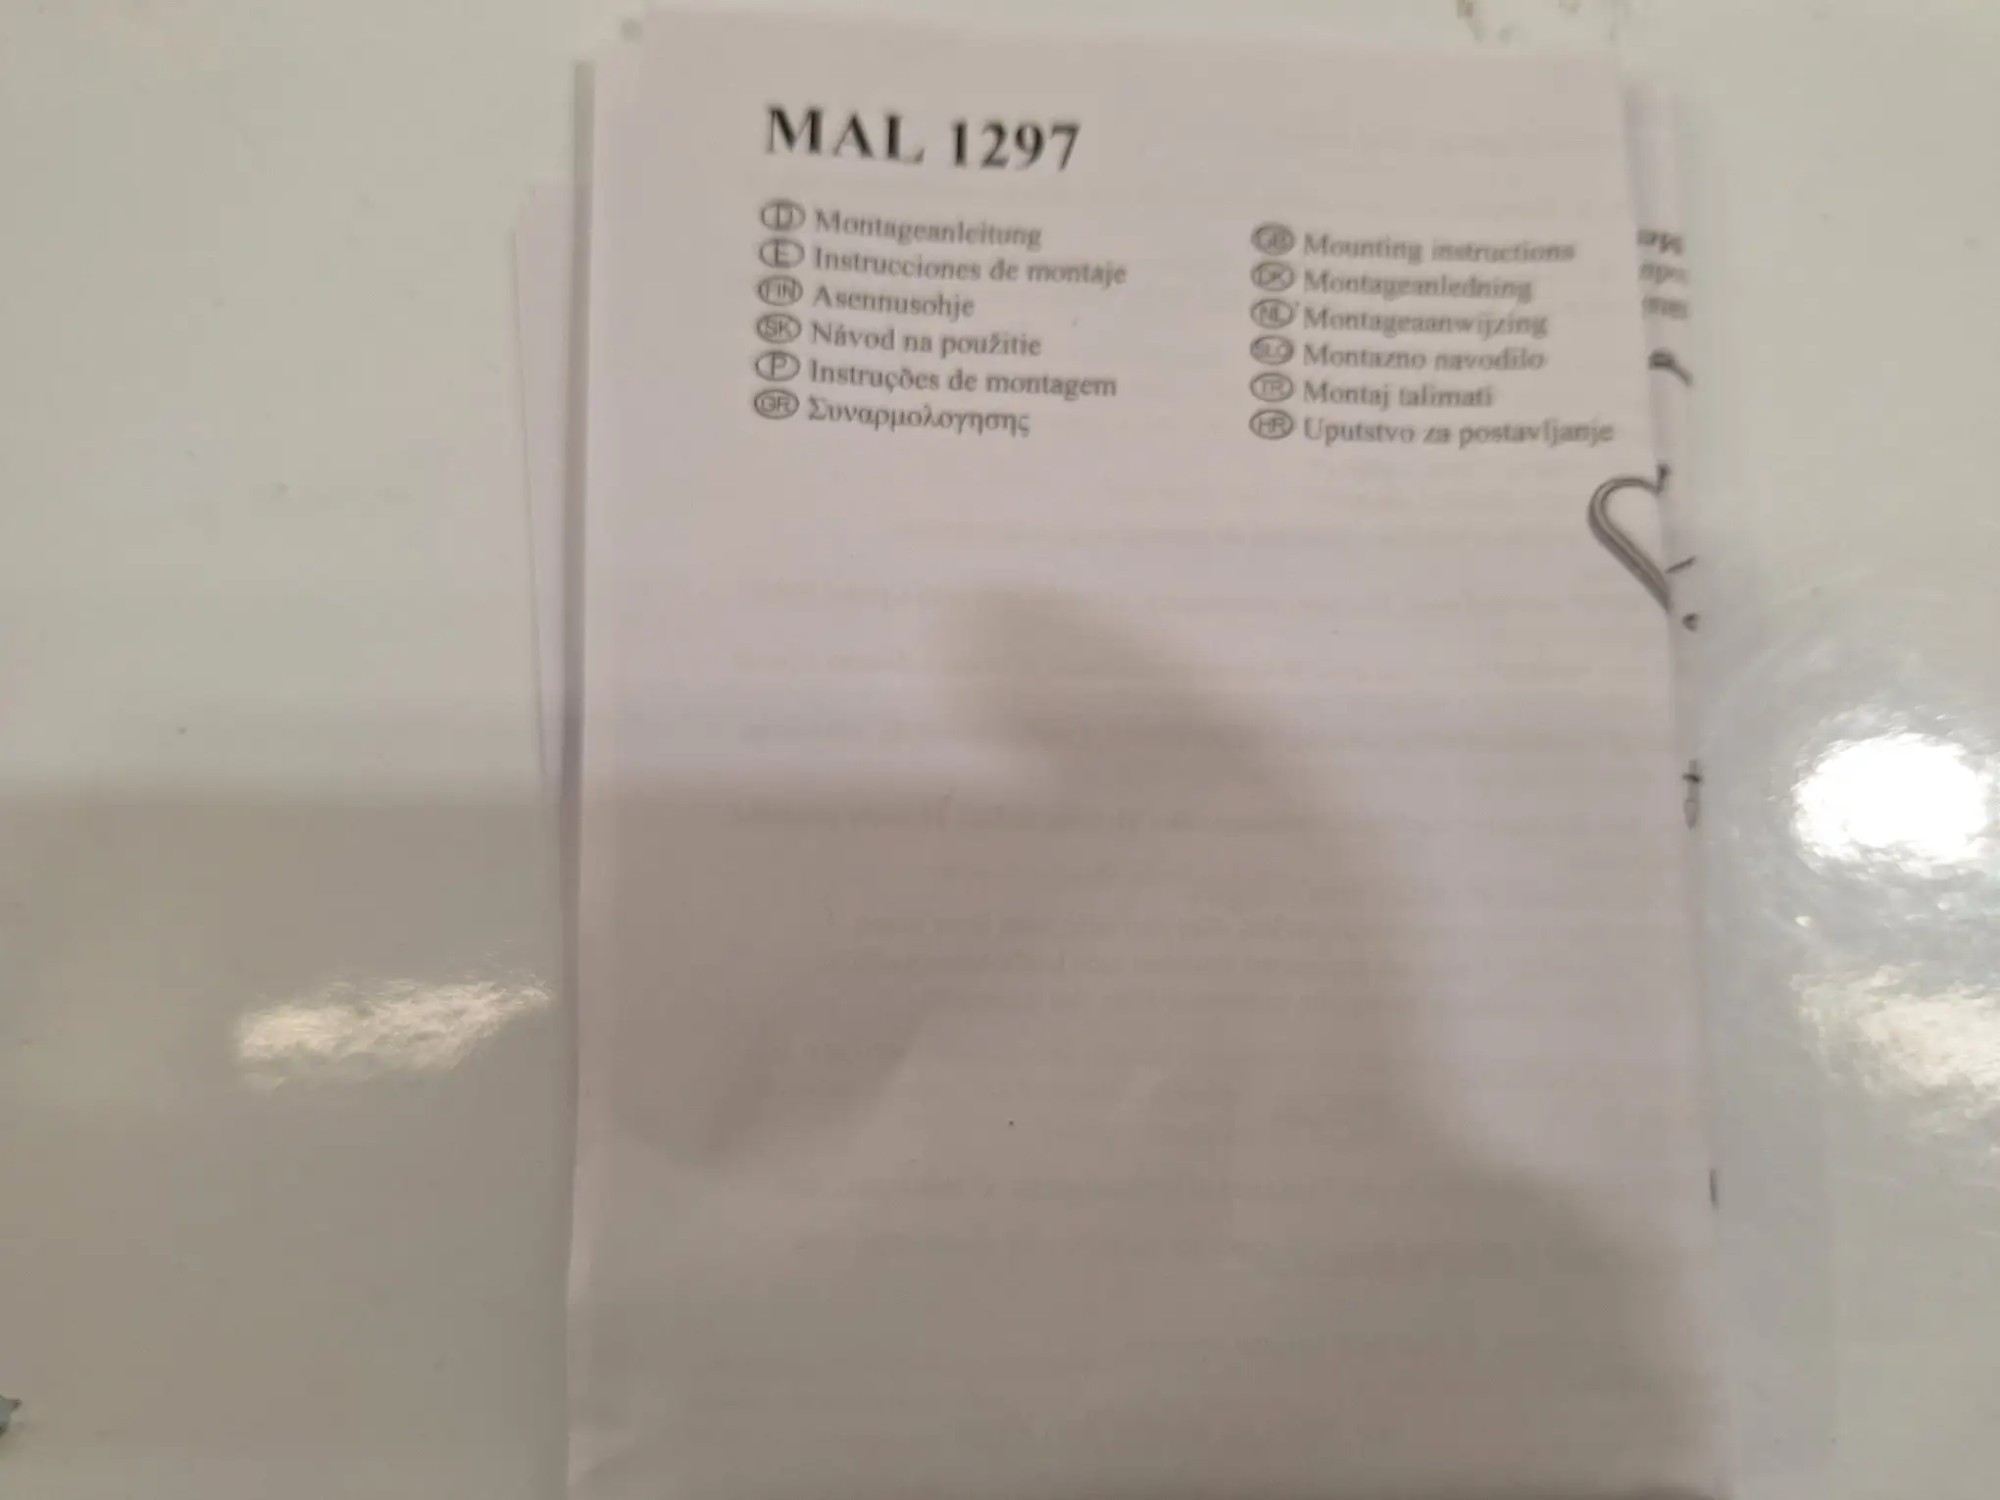 MAL 1297
D Montageanleitung
E Instrucciones de montaje
FIN Asennusohje
SK Návod na použitie
P Instruções de montagem
GR Συναρμολογησης
GB Mounting instructions
DK Montageanledning
NL Montageaanwijzing
SLO Montazno navodilo
TR Montaj talimati
HR Uputstvo za postavljanje